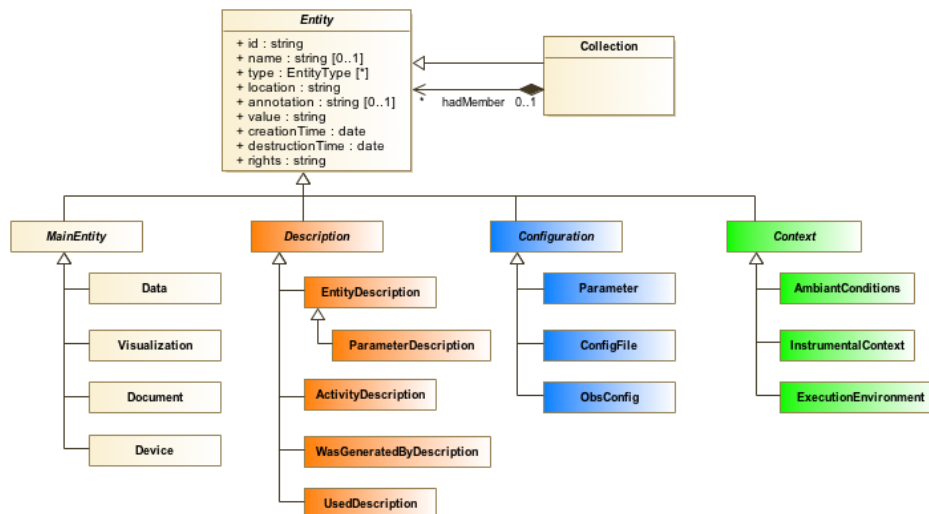 Entity
+ id : string
+ name : string [0..1]
+ type : EntityType [*]
+ location : string
+ annotation : string [0..1]
+ value : string
+ creationTime : date
+ destructionTime : date
+ rights : string
Collection
* hadMember 0..1
MainEntity
Description
Configuration
Context
Data
Visualization
Document
Device
EntityDescription
ParameterDescription
ActivityDescription
WasGeneratedByDescription
UsedDescription
Parameter
ConfigFile
ObsConfig
AmbiantConditions
InstrumentalContext
ExecutionEnvironment